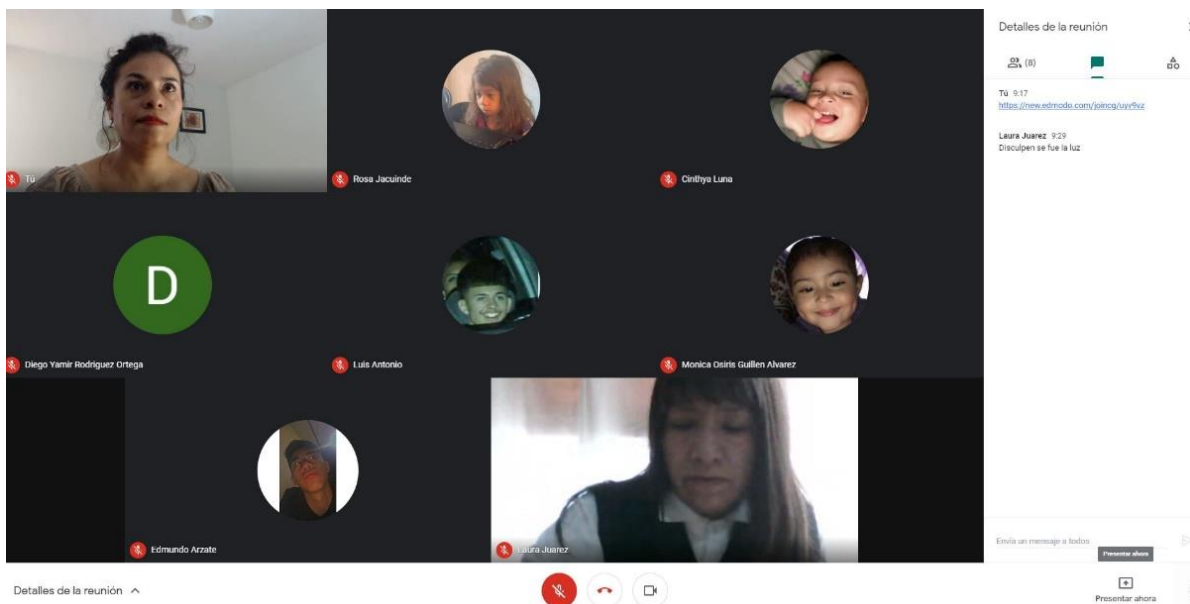 Detalles de la reunión
(8)
Tú 9:17
https://new.edmodo.com/joincg/uyv9vz
Laura Juarez 9:29
Disculpen se fue la luz
Tú
Rosa Jacuinde
Cinthya Luna
D
Diego Yamir Rodriguez Ortega
Luis Antonio
Monica Osiris Guillen Alvarez
Edmundo Arzate
Laura Juarez
Envía un mensaje a todos
Presentar ahora
Detalles de la reunión
Presentar ahora